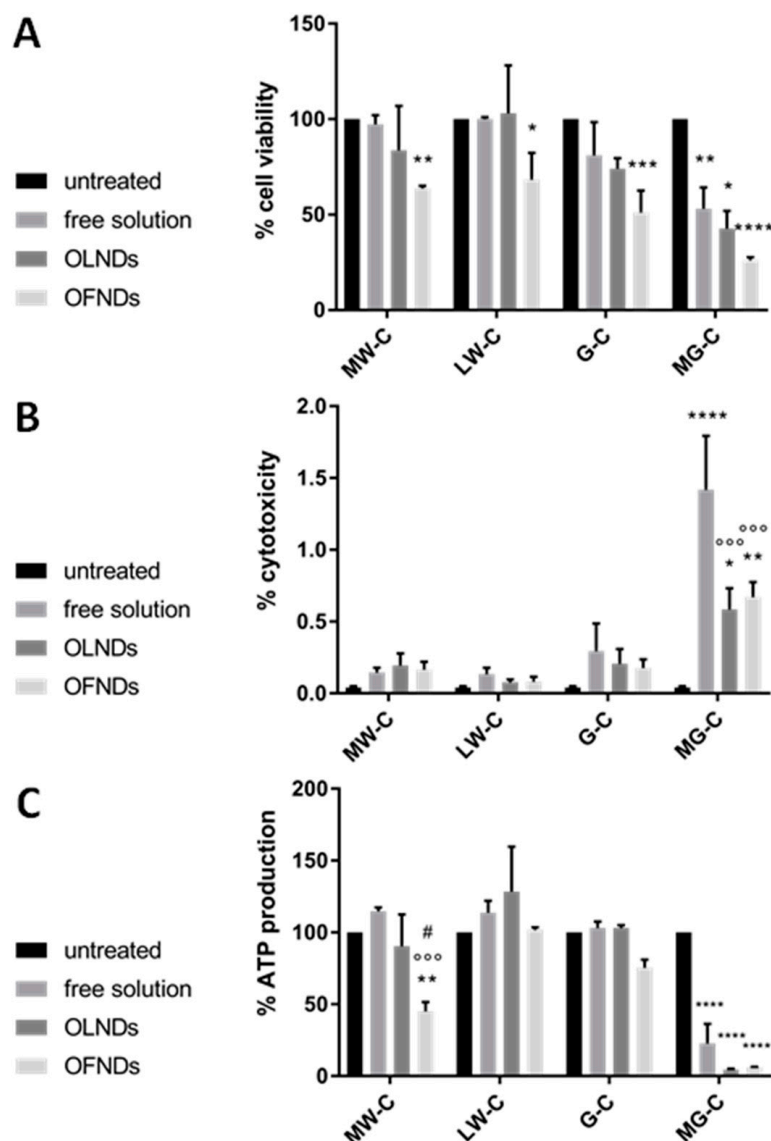 A
% cell viability
150
100
50
0
** * *** ** * ****
MW-C LW-C G-C MG-C
untreated
free solution
OLNDs
OFNDs
B
% cytotoxicity
2.0
1.5
1.0
0.5
0.0
****
°°° °°°
* **
MW-C LW-C G-C MG-C
untreated
free solution
OLNDs
OFNDs
C
% ATP production
200
150
100
50
0
#
°°°
**
**** **** ****
MW-C LW-C G-C MG-C
untreated
free solution
OLNDs
OFNDs